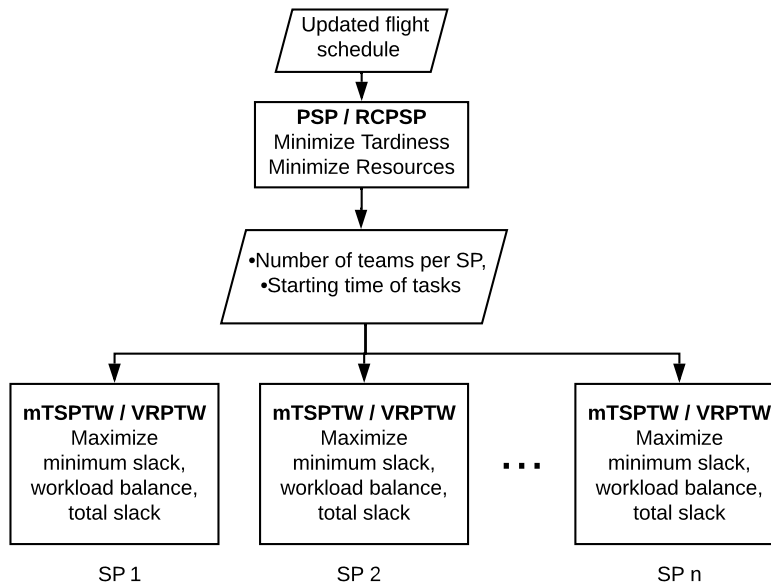 Updated flight
schedule
PSP / RCPSP
Minimize Tardiness
Minimize Resources
•Number of teams per SP,
•Starting time of tasks
mTSPTW / VRPTW
Maximize
minimum slack,
workload balance,
total slack
SP 1
mTSPTW / VRPTW
Maximize
minimum slack,
workload balance,
total slack
SP 2
...
mTSPTW / VRPTW
Maximize
minimum slack,
workload balance,
total slack
SP n